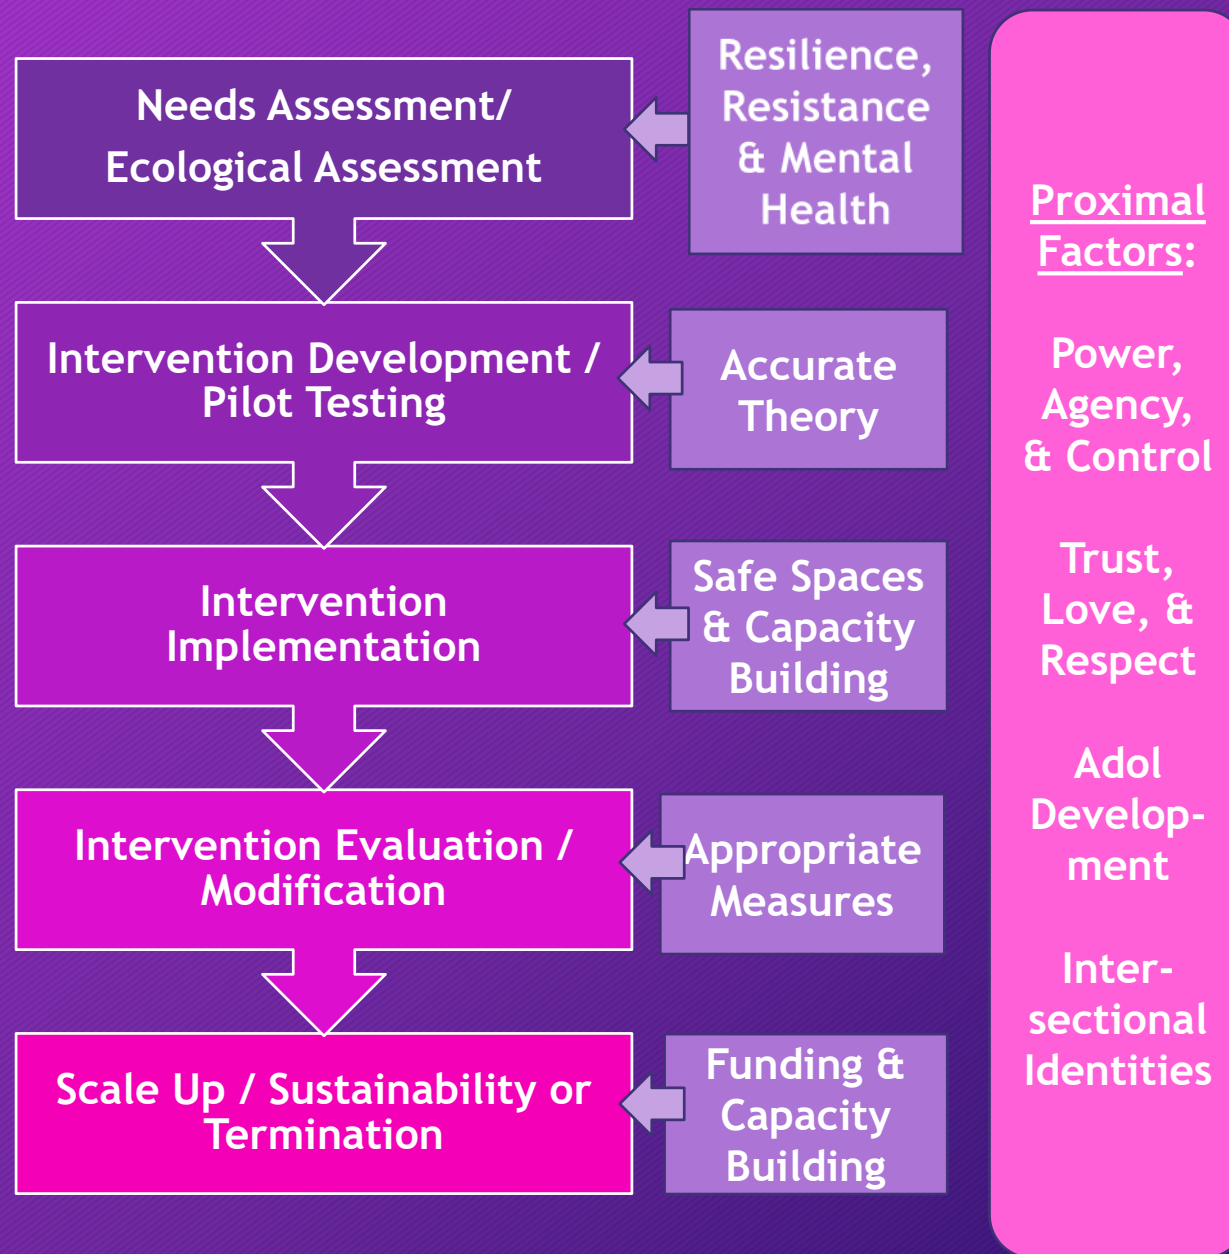 Needs Assessment/
Ecological Assessment
Resilience,
Resistance
& Mental
Health
Intervention Development /
Pilot Testing
Accurate
Theory
Intervention
Implementation
Safe Spaces
& Capacity
Building
Intervention Evaluation /
Modification
Appropriate
Measures
Scale Up / Sustainability or
Termination
Funding &
Capacity
Building
Proximal
Factors:
Power,
Agency,
& Control
Trust,
Love, &
Respect
Adol
Develop-
ment
Inter-
sectional
Identities